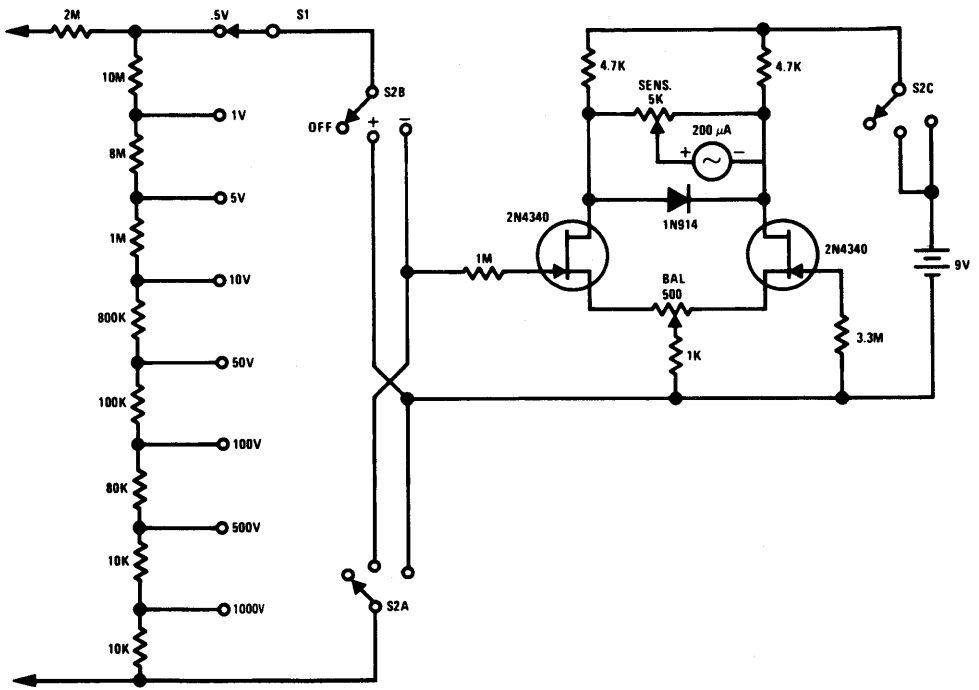 2M
.5V
S1
10M
1V
8M
5V
1M
10V
800K
50V
100K
100V
80K
500V
10K
1000V
10K
S2B
OFF
+
−
S2A
4.7K
4.7K
SENS.
5K
200 μA
+
−
1N914
2N4340
2N4340
1M
BAL
500
1K
3.3M
S2C
9V